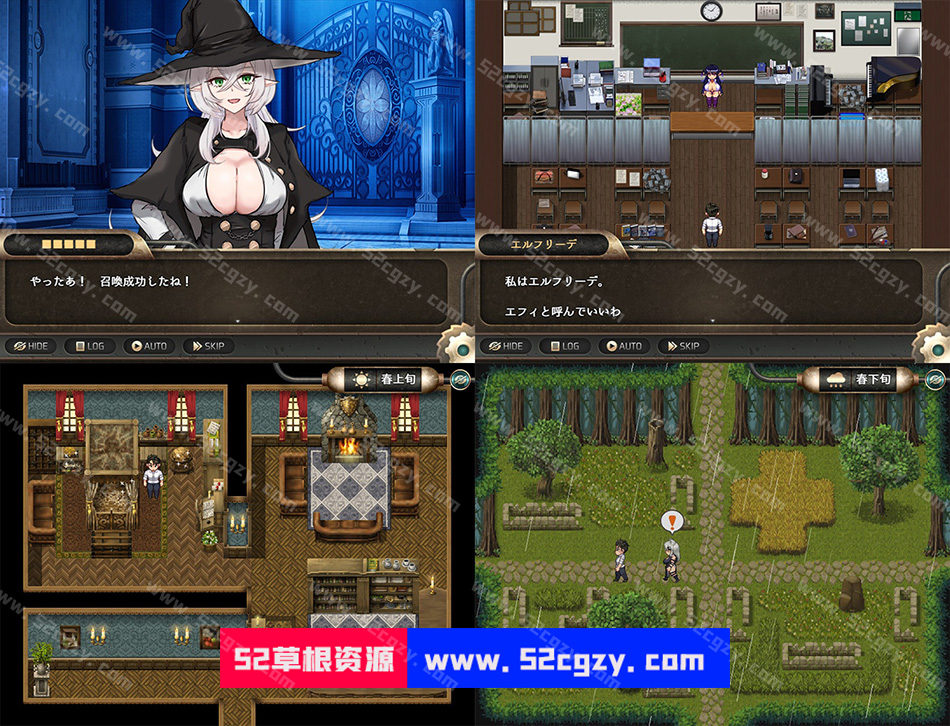 やったあ！　召喚成功したね！
HIDE
LOG
AUTO
SKIP
エルフリーデ
私はエルフリーデ。
エフィと呼んでいいわ
HIDE
LOG
AUTO
SKIP
春上旬
春下旬
52草根资源
www.52cgzy.com